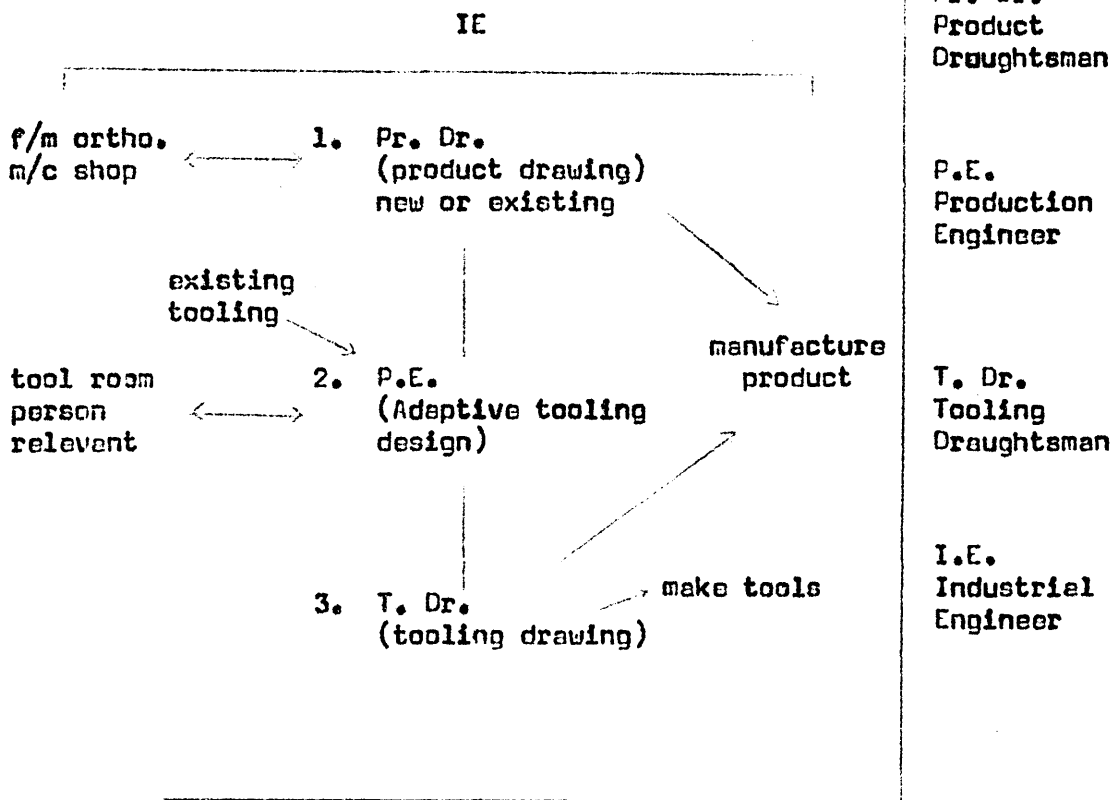 IE
f/m ortho.
m/c shop
1. Pr. Dr.
(product drawing)
new or existing
existing
tooling
manufacture
product
tool room
person
relevant
2. P.E.
(Adaptive tooling
design)
3. T. Dr.
(tooling drawing)
make tools
Product
Draughtsman
P.E.
Production
Engineer
T. Dr.
Tooling
Draughtsman
I.E.
Industrial
Engineer